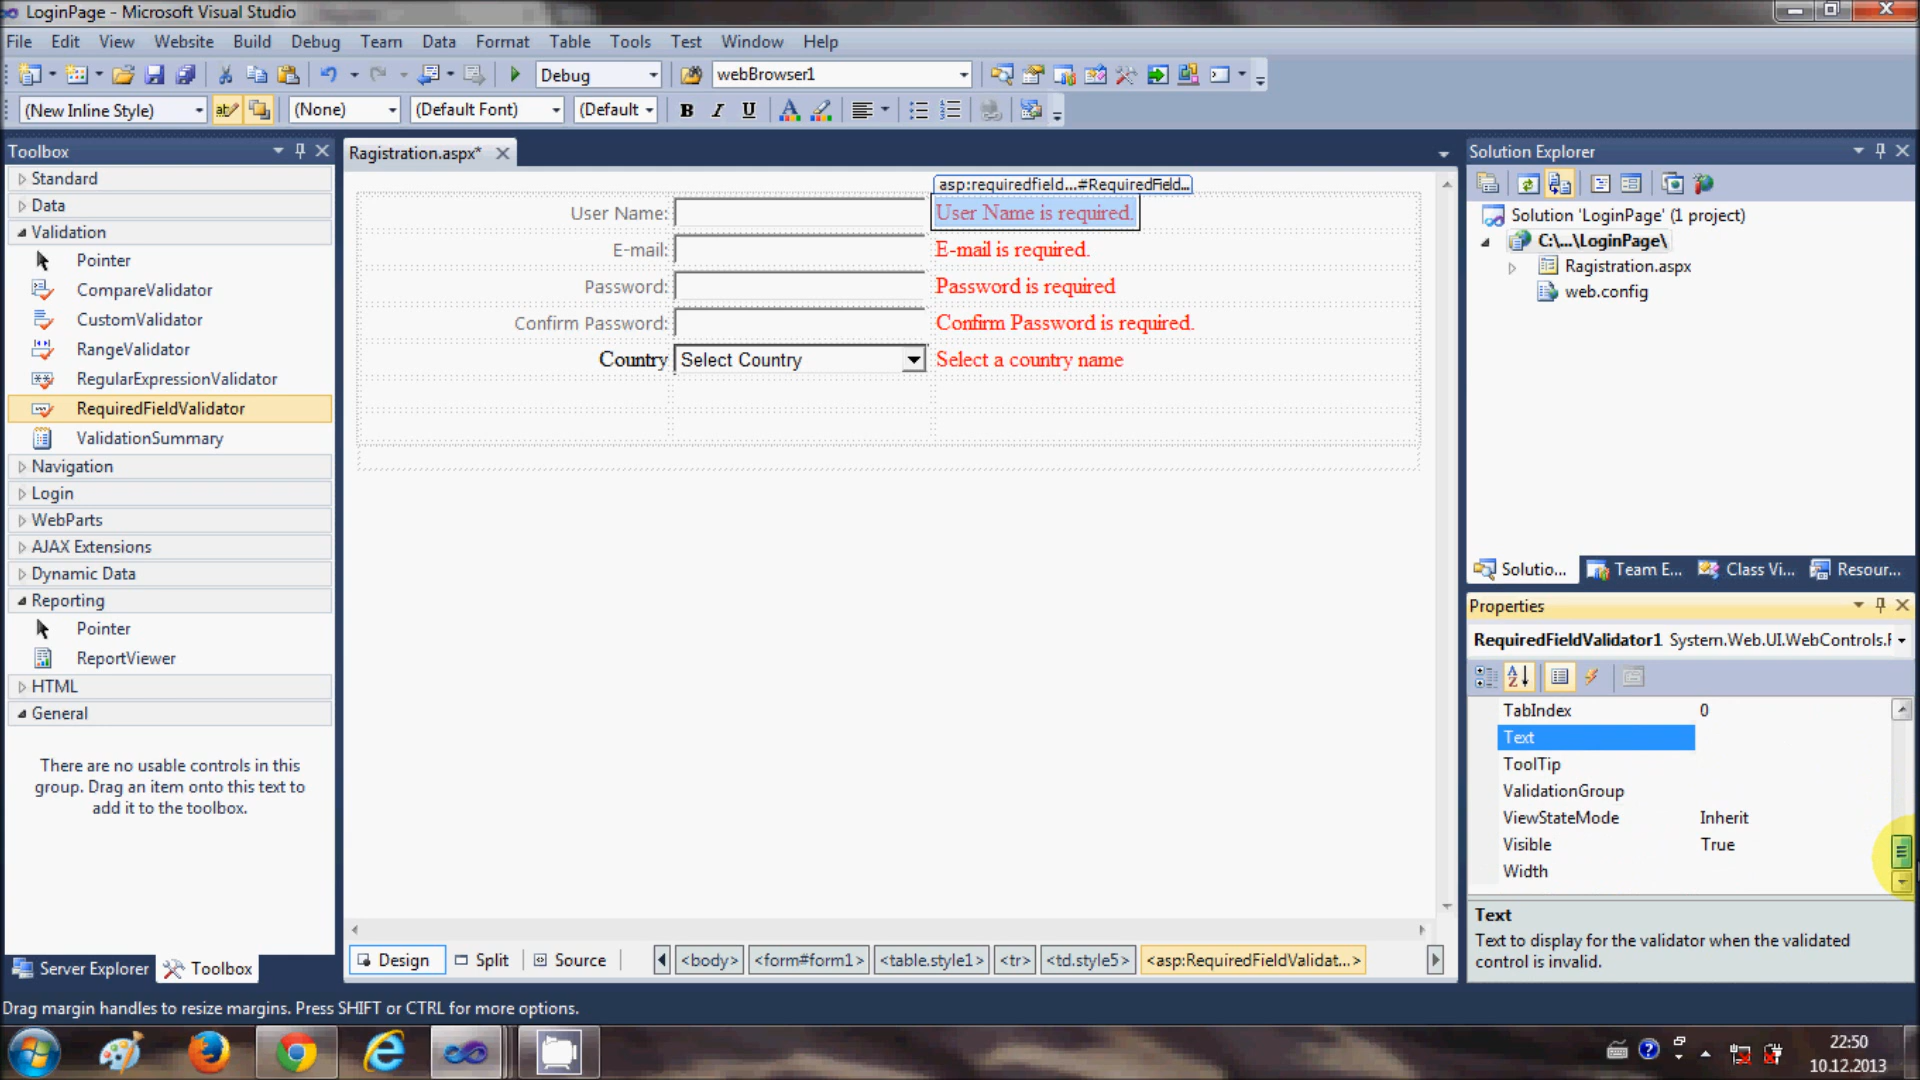 LoginPage - Microsoft Visual Studio
File Edit View Website Build Debug Team Data Format Table Tools Test Window Help
Debug webBrowser1
(New Inline Style) (None) (Default Font) (Default B I U
Toolbox
Standard
Data
Validation
Pointer
CompareValidator
CustomValidator
RangeValidator
RegularExpressionValidator
RequiredFieldValidator
ValidationSummary
Navigation
Login
WebParts
AJAX Extensions
Dynamic Data
Reporting
Pointer
ReportViewer
HTML
General
There are no usable controls in this
group. Drag an item onto this text to
add it to the toolbox.
Server Explorer Toolbox
Ragistration.aspx*
asp:requiredfield...#RequiredField...
User Name: User Name is required.
E-mail: E-mail is required.
Password: Password is required
Confirm Password: Confirm Password is required.
Country Select Country Select a country name
Design Split Source <body> <form#form1> <table.style1> <tr> <td.style5> <asp:RequiredFieldValidat...>
Solution Explorer
Solution 'LoginPage' (1 project)
C:\...\LoginPage\
Ragistration.aspx
web.config
Solutio... Team E... Class Vi... Resour...
Properties
RequiredFieldValidator1 System.Web.UI.WebControls.F
TabIndex 0
Text
ToolTip
ValidationGroup
ViewStateMode Inherit
Visible True
Width
Text
Text to display for the validator when the validated
control is invalid.
Drag margin handles to resize margins. Press SHIFT or CTRL for more options.
22:50
10.12.2013